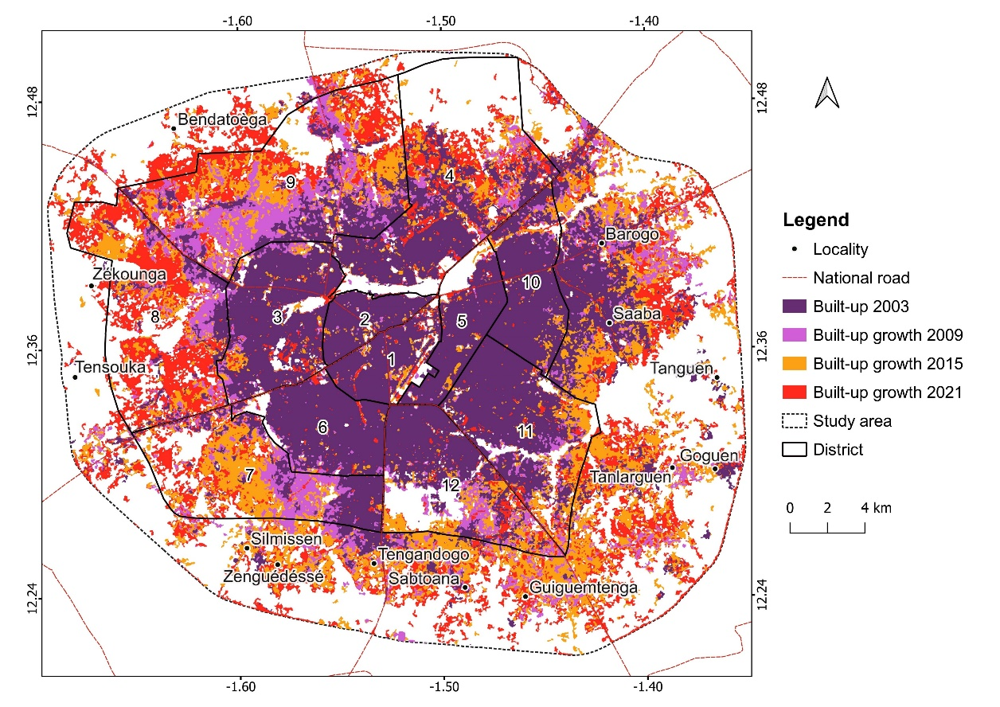 -1.60
-1.50
-1.40
12.48
12.48
Bendatoèga
9
4
Barogo
Zékounga
10
8
3
2
5
Saaba
12.36
12.36
1
Tensouka
Tanguen
6
11
Goguen
7
12
Tanlarguen
Silmissen
Zenguédéssé
Tengandogo
Sabtoana
Guiguemtenga
12.24
12.24
-1.60
-1.50
-1.40
Legend
Locality
National road
Built-up 2003
Built-up growth 2009
Built-up growth 2015
Built-up growth 2021
Study area
District
0 2 4 km